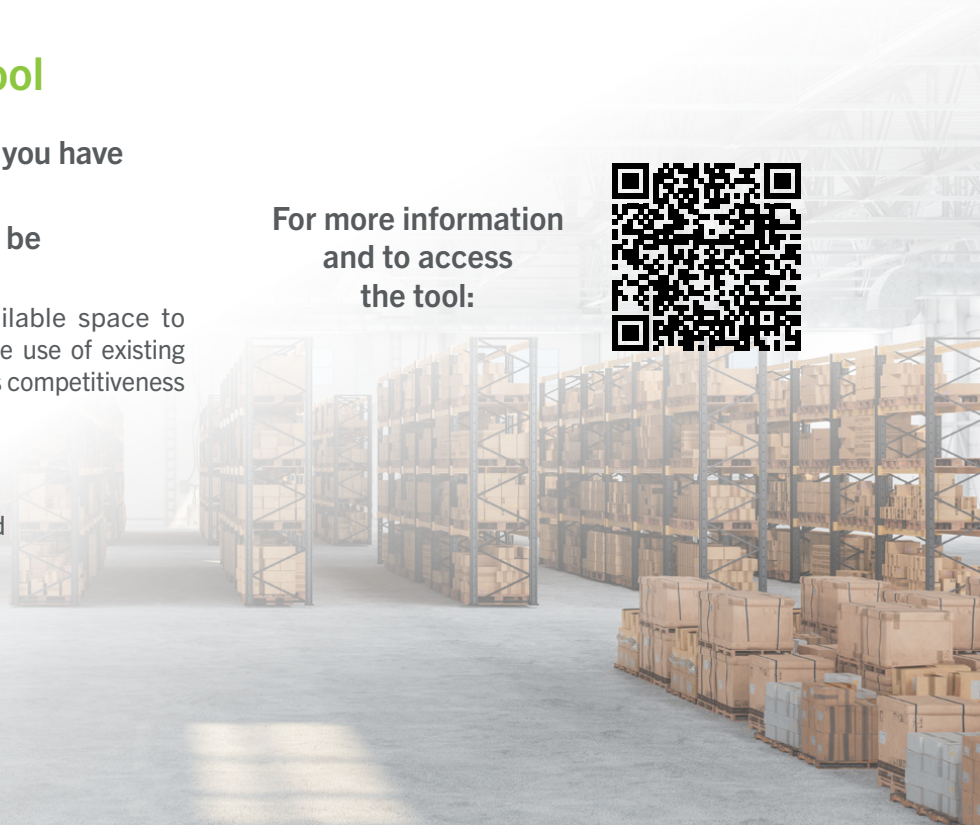 ool
you have
be
For more information
and to access
the tool:
ilable space to
e use of existing
s competitiveness
d